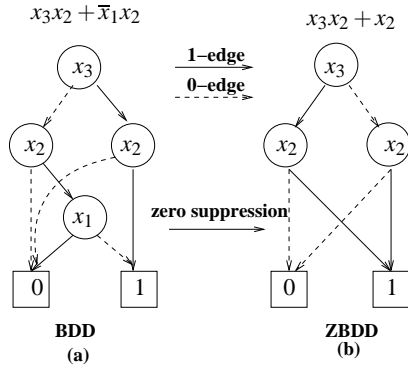 x₃x₂ + x̅₁x₂
x₃x₂ + x₂
1–edge
0–edge
x₃
x₃
x₂
x₂
x₂
x₂
x₁
zero suppression
0
1
0
1
BDD
ZBDD
(a)
(b)